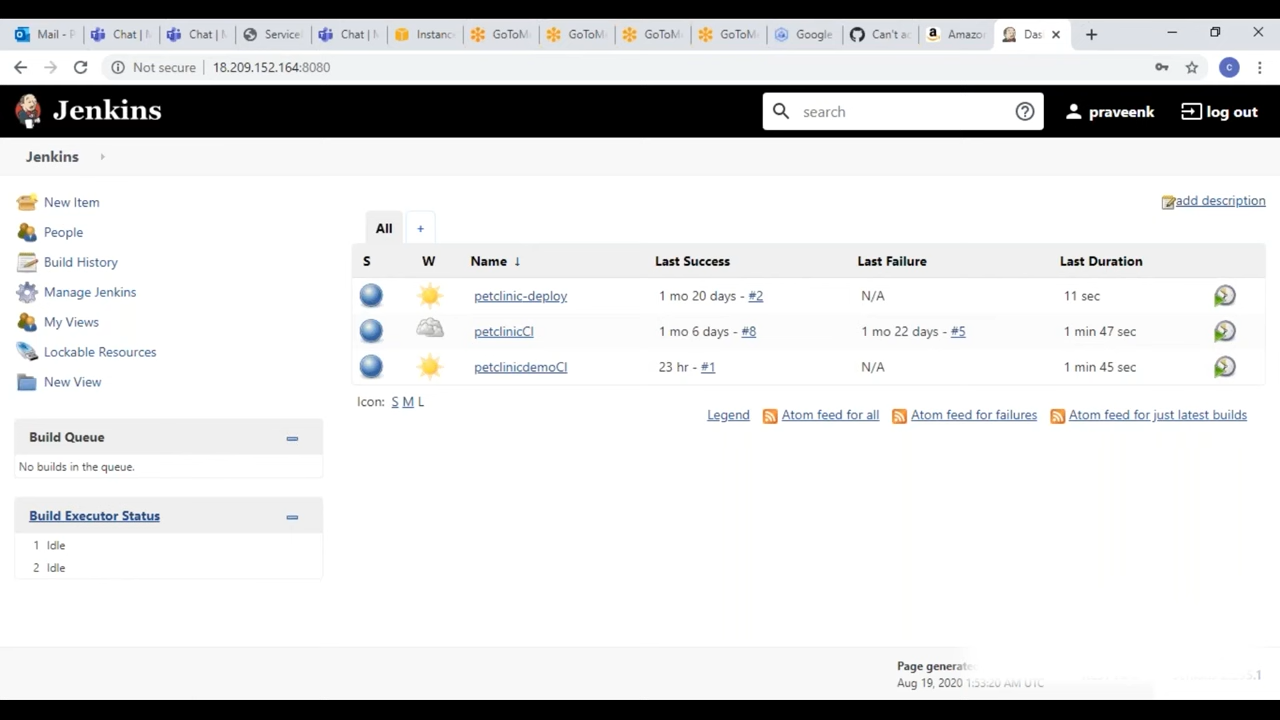 Mail - P
Chat | M
Chat | M
Service
Chat | M
Instanc
GoToMe
GoToMe
GoToMe
GoToMe
Google
Can't ac
Amazo
Das
Not secure
18.209.152.164:8080
c
Jenkins
search
praveenk
log out
Jenkins
New Item
People
Build History
Manage Jenkins
My Views
Lockable Resources
New View
Build Queue
No builds in the queue.
Build Executor Status
1 Idle
2 Idle
add description
All +
S W Name ↓ Last Success Last Failure Last Duration
petclinic-deploy 1 mo 20 days - #2 N/A 11 sec
petclinicCI 1 mo 6 days - #8 1 mo 22 days - #5 1 min 47 sec
petclinicdemoCI 23 hr - #1 N/A 1 min 45 sec
Icon: S M L
Legend Atom feed for all Atom feed for failures Atom feed for just latest builds
Page generate
Aug 19, 2020 1:53:20 AM UTC